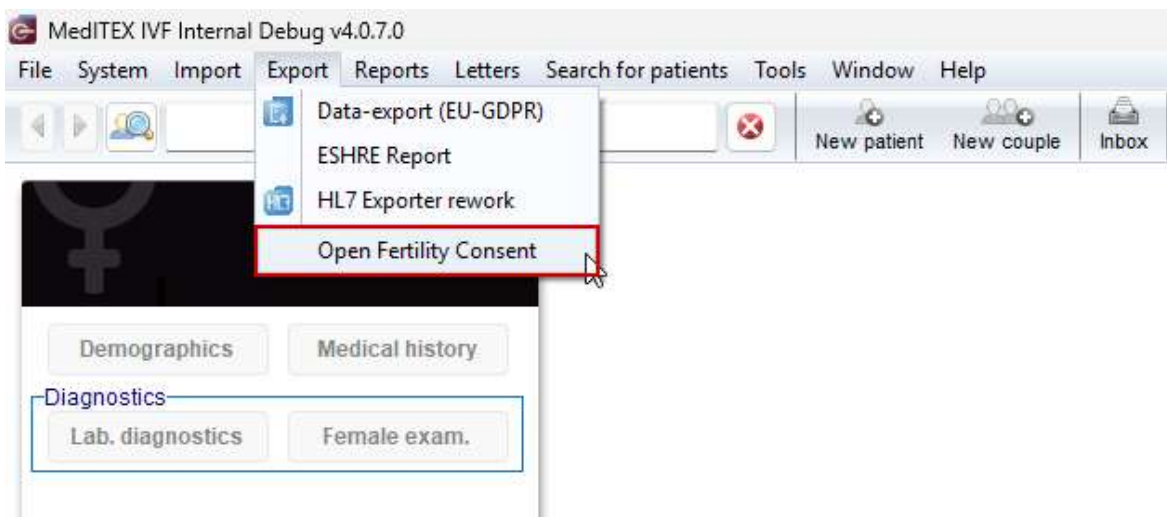 MedITEX IVF Internal Debug v4.0.7.0
File System Import Export Reports Letters Search for patients Tools Window Help
Data-export (EU-GDPR)
ESHRE Report
HL7 Exporter rework
Open Fertility Consent
New patient New couple Inbox
Demographics Medical history
Diagnostics
Lab. diagnostics Female exam.